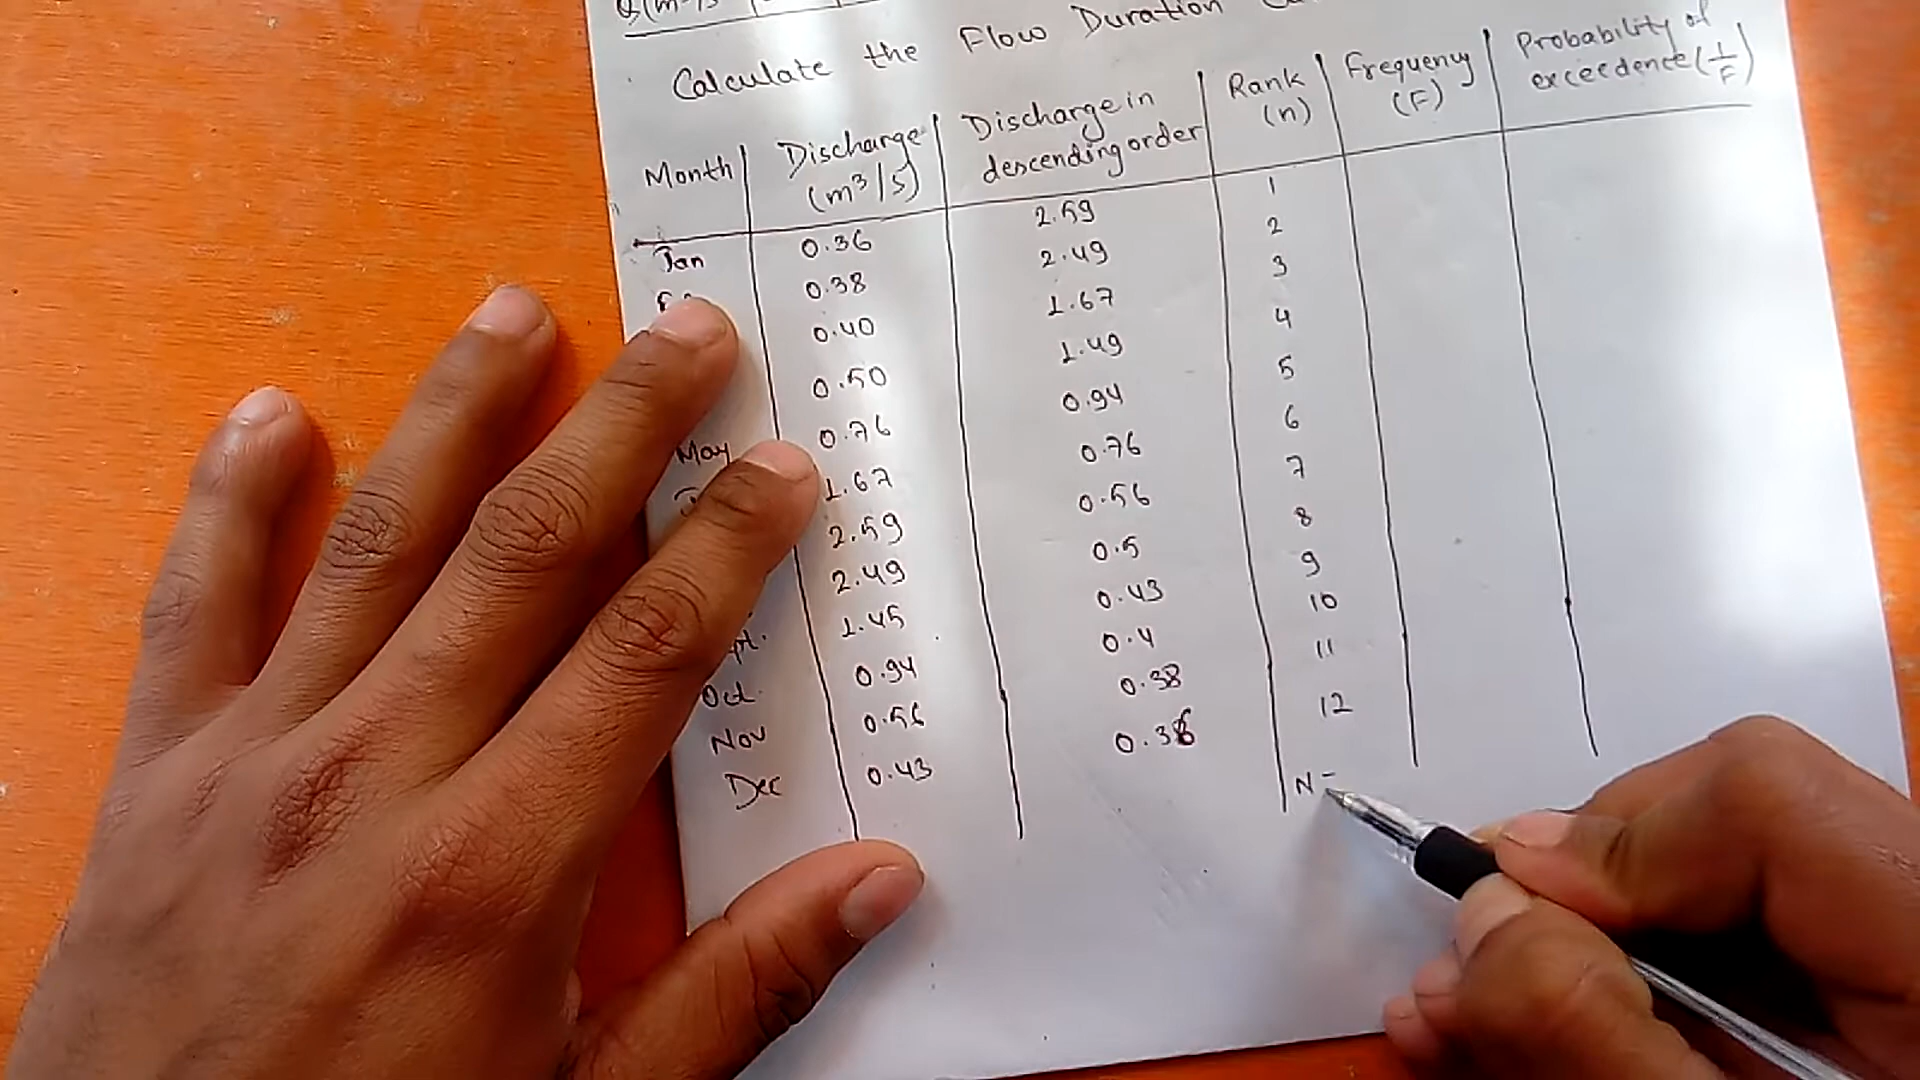 Calculate the Flow Duration
Month | Discharge (m³/s) | Discharge in descending order | Rank (n) | Frequency (F) | Probability of exceedence (1/F)
Jan | 0.36 | 2.59 | 1
0.38 | 2.49 | 2
0.40 | 1.67 | 3
0.50 | 1.49 | 4
May | 0.76 | 0.94 | 5
1.67 | 0.76 | 6
2.59 | 0.56 | 7
2.49 | 0.5 | 8
1.45 | 0.43 | 9
Oct. | 0.94 | 0.4 | 10
Nov | 0.56 | 0.38 | 11
Dec | 0.43 | 0.36 | 12
N =